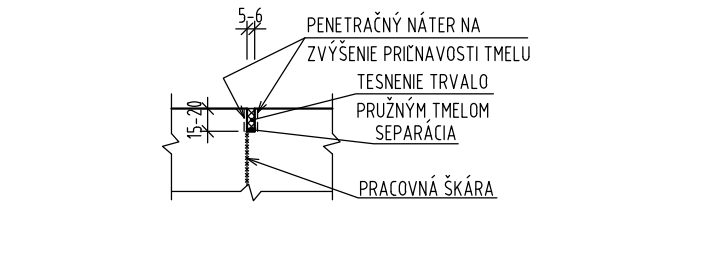 5-6
PENETRAČNÝ NÁTER NA
ZVÝŠENIE PRIĽNAVOSTI TMELU
TESNENIE TRVALO
PRUŽNÝM TMELOM
15-20
SEPARÁCIA
PRACOVNÁ ŠKÁRA